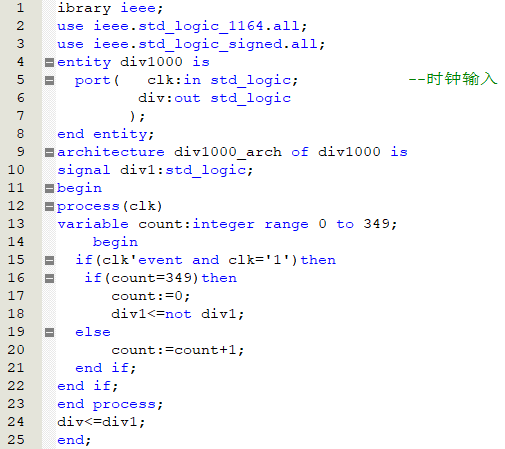 1 ibrary ieee;
2 use ieee.std_logic_1164.all;
3 use ieee.std_logic_signed.all;
4 entity div1000 is
5 port( clk:in std_logic; --时钟输入
6 div:out std_logic
7 );
8 end entity;
9 architecture div1000_arch of div1000 is
10 signal div1:std_logic;
11 begin
12 process(clk)
13 variable count:integer range 0 to 349;
14 begin
15 if(clk'event and clk='1')then
16 if(count=349)then
17 count:=0;
18 div1<=not div1;
19 else
20 count:=count+1;
21 end if;
22 end if;
23 end process;
24 div<=div1;
25 end;